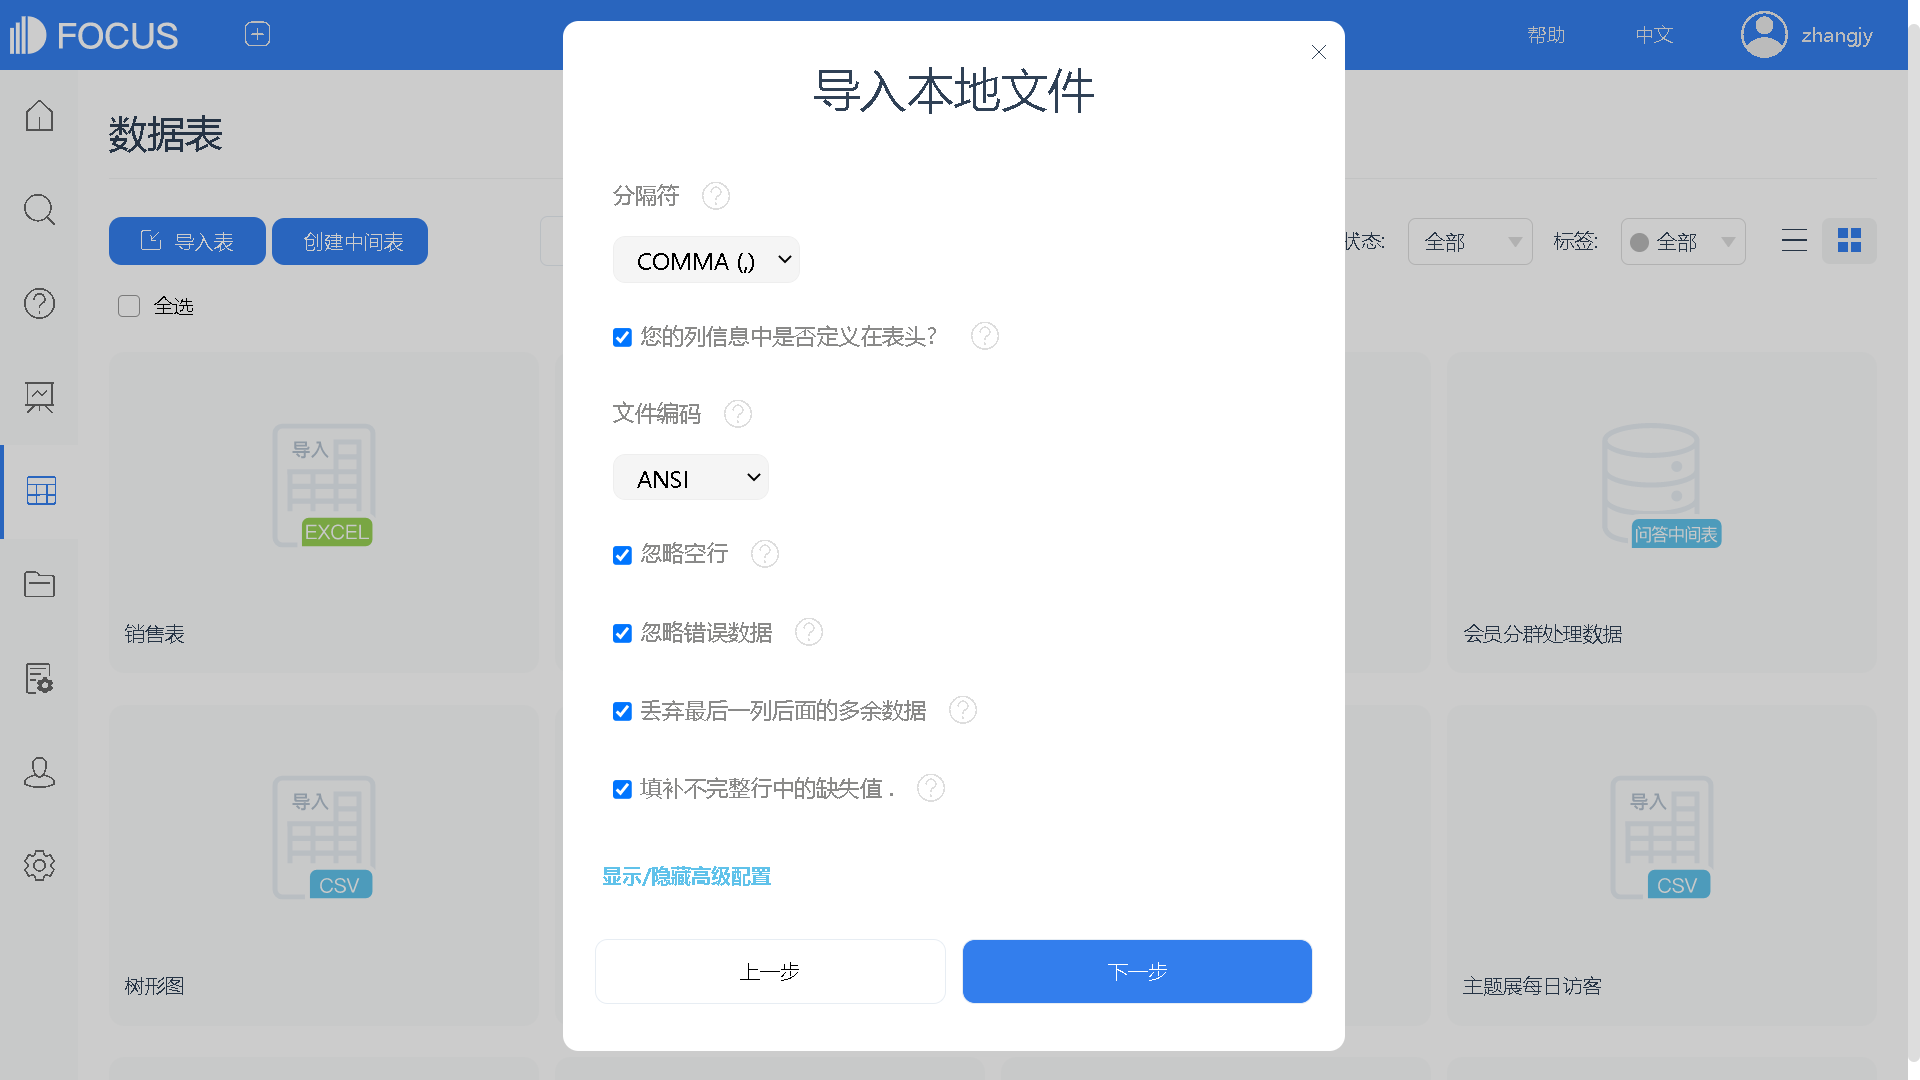 FOCUS
帮助
中文
zhangjy
数据表
导入表
创建中间表
状态:
全部
标签:
全部
全选
导入
EXCEL
销售表
问答中间表
会员分群处理数据
导入
CSV
树形图
导入
CSV
主题展每日访客
导入本地文件
分隔符
COMMA (,)
您的列信息中是否定义在表头?
文件编码
ANSI
忽略空行
忽略错误数据
丢弃最后一列后面的多余数据
填补不完整行中的缺失值 .
显示/隐藏高级配置
上一步
下一步